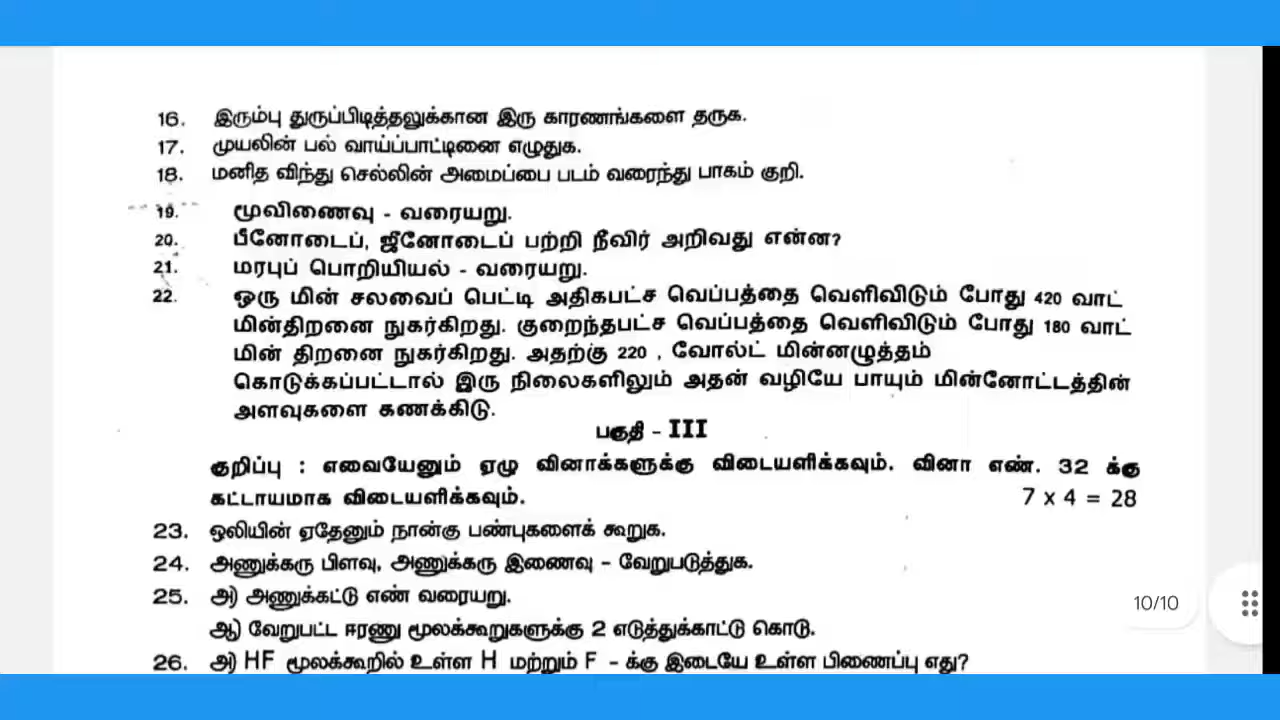 16. இரும்பு துருப்பிடித்தலுக்கான இரு காரணங்களை தருக.
17. முயலின் பல் வாய்ப்பாட்டினை எழுதுக.
18. மனித விந்து செல்லின் அமைப்பை படம் வரைந்து பாகம் குறி.
19. மூவிணைவு - வரையறு.
20. பீனோடைப், ஜீனோடைப் பற்றி நீவிர் அறிவது என்ன?
21. மரபுப் பொறியியல் - வரையறு.
22. ஒரு மின் சலவைப் பெட்டி அதிகபட்ச வெப்பத்தை வெளிவிடும் போது 420 வாட்
மின்திறனை நுகர்கிறது. குறைந்தபட்ச வெப்பத்தை வெளிவிடும் போது 180 வாட்
மின் திறனை நுகர்கிறது. அதற்கு 220 , வோல்ட் மின்னழுத்தம்
கொடுக்கப்பட்டால் இரு நிலைகளிலும் அதன் வழியே பாயும் மின்னோட்டத்தின்
அளவுகளை கணக்கிடு.
பகுதி - III
குறிப்பு : எவையேனும் ஏழு வினாக்களுக்கு விடையளிக்கவும். வினா எண். 32 க்கு
கட்டாயமாக விடையளிக்கவும். 7 x 4 = 28
23. ஒலியின் ஏதேனும் நான்கு பண்புகளைக் கூறுக.
24. அணுக்கரு பிளவு, அணுக்கரு இணைவு - வேறுபடுத்துக.
25. அ) அணுக்கட்டு எண் வரையறு.
ஆ) வேறுபட்ட ஈரணு மூலக்கூறுகளுக்கு 2 எடுத்துக்காட்டு கொடு.
10/10
26. அ) HF மூலக்கூறில் உள்ள H மற்றும் F - க்கு இடையே உள்ள பிணைப்பு எது?